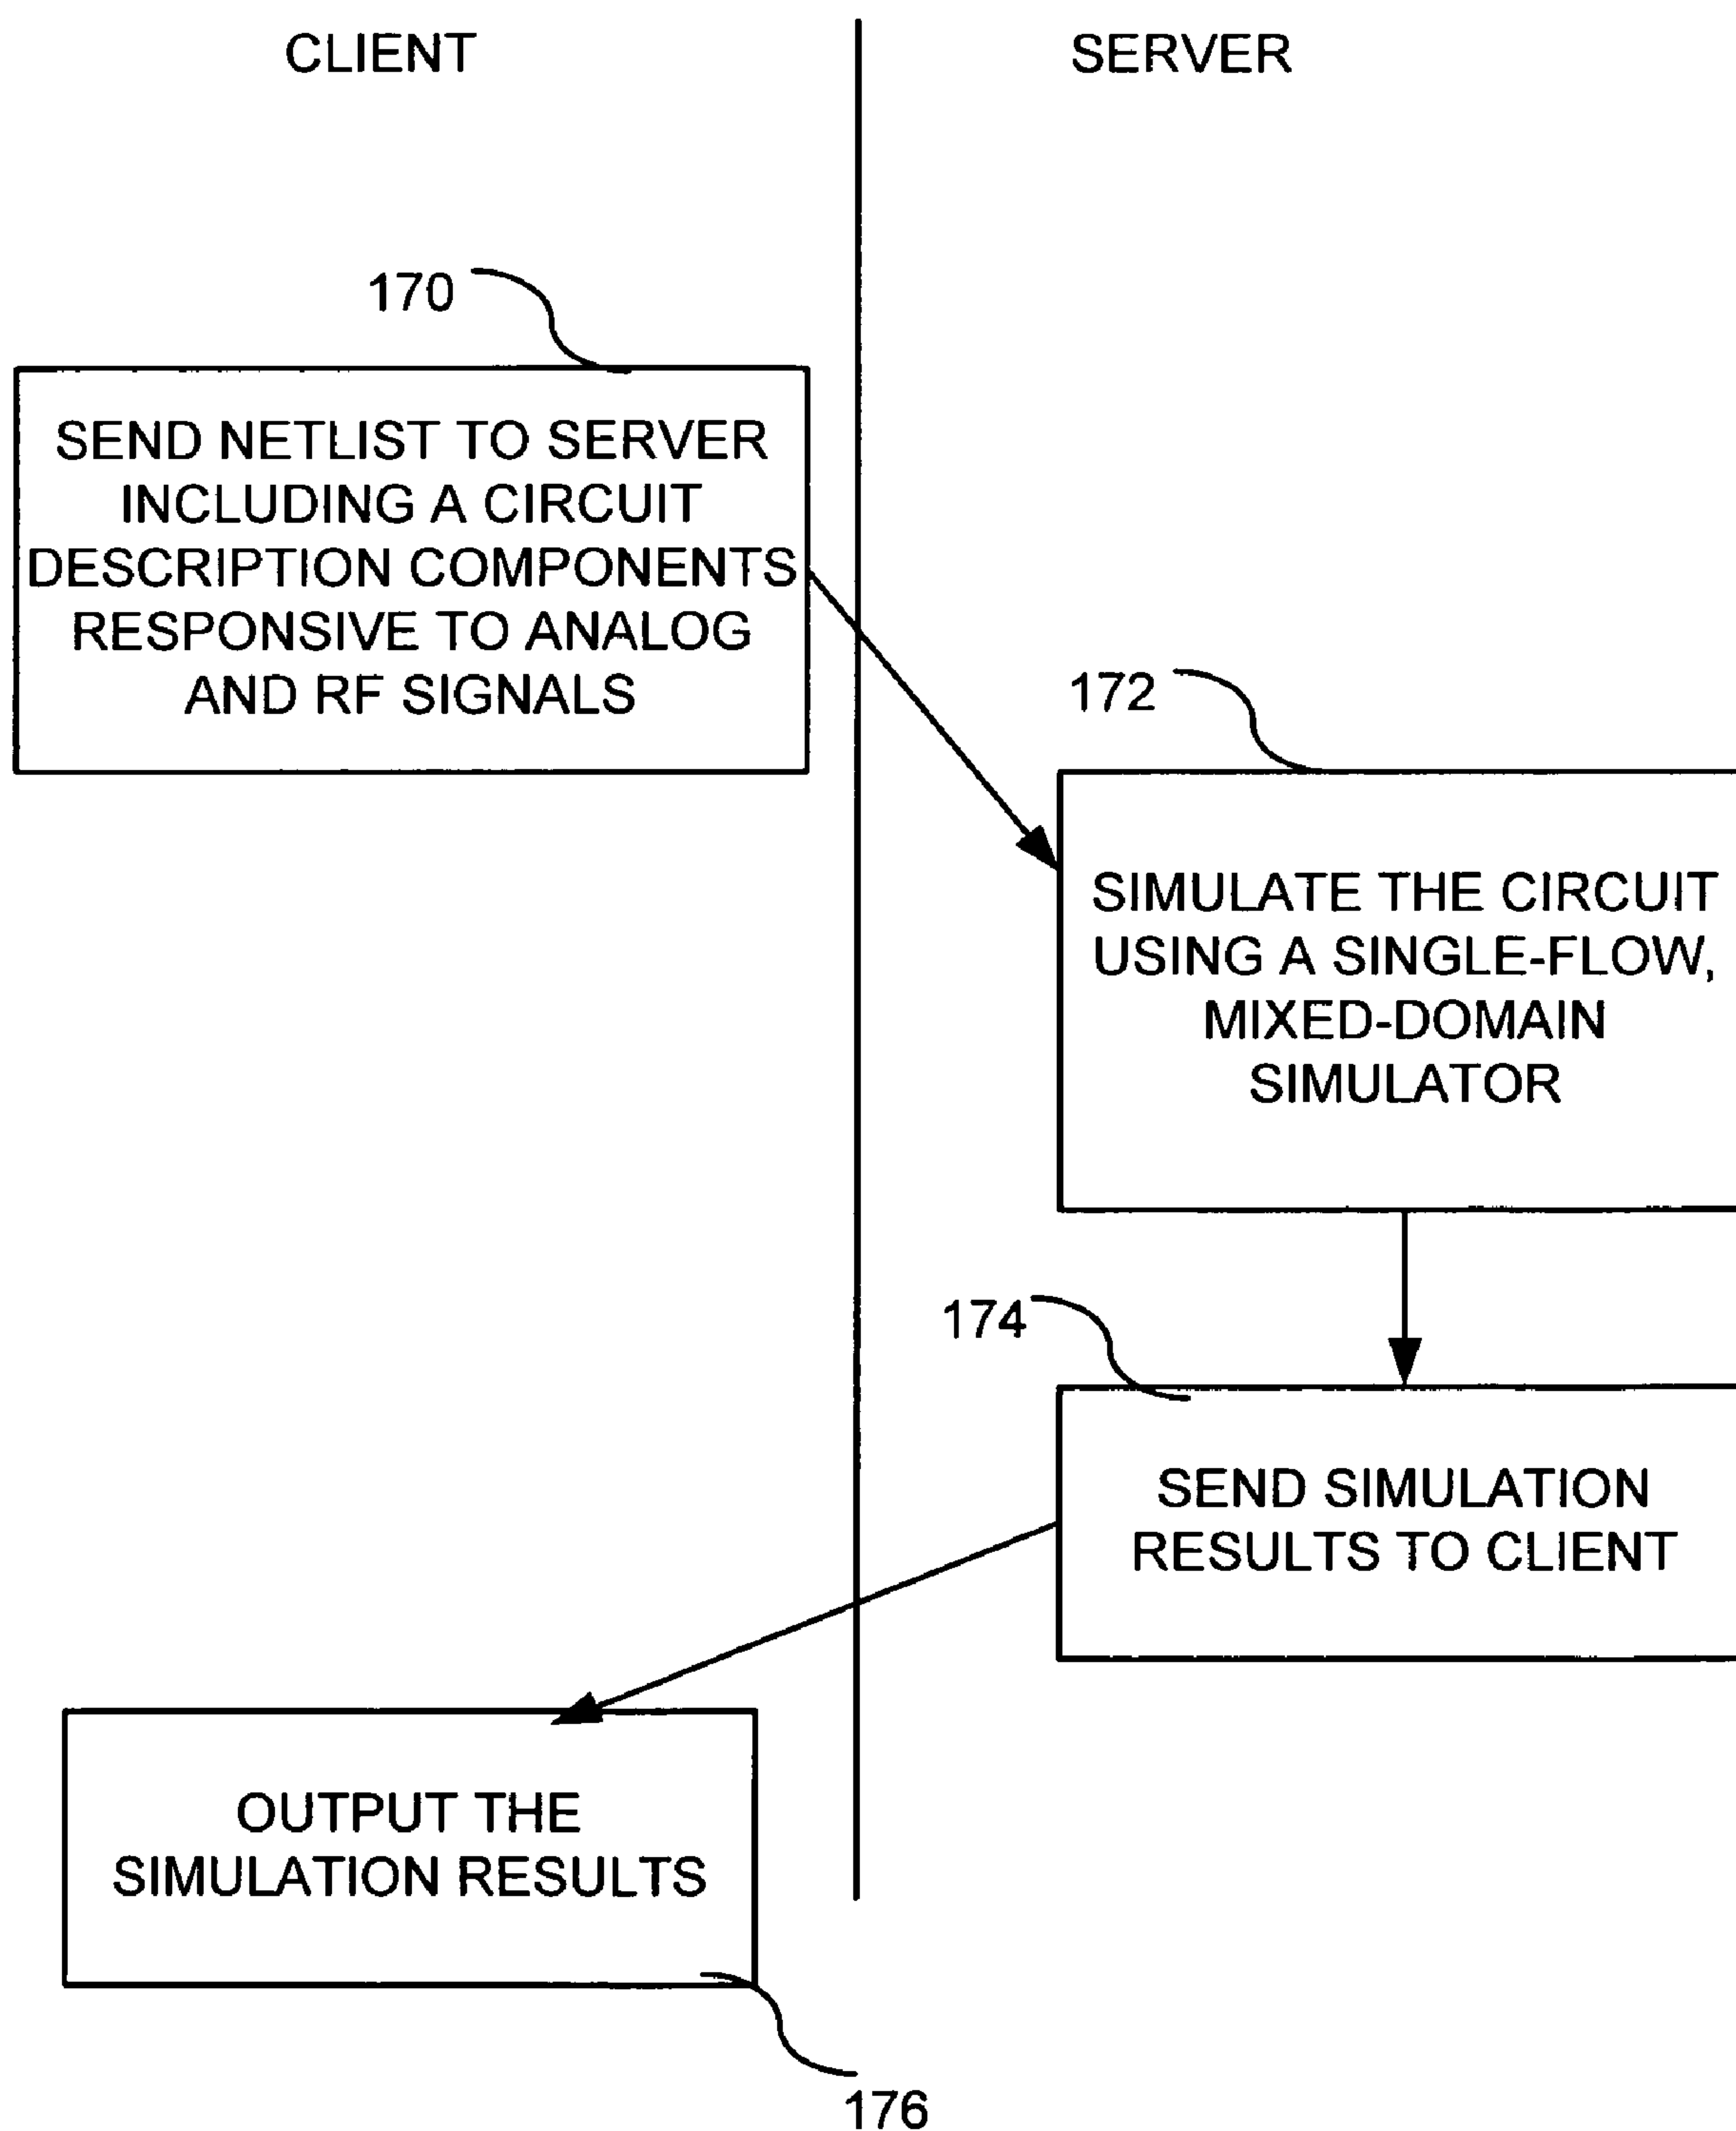 CLIENT
SERVER
170
SEND NETLIST TO SERVER
INCLUDING A CIRCUIT
DESCRIPTION COMPONENTS
RESPONSIVE TO ANALOG
AND RF SIGNALS
172
SIMULATE THE CIRCUIT
USING A SINGLE-FLOW,
MIXED-DOMAIN
SIMULATOR
174
SEND SIMULATION
RESULTS TO CLIENT
OUTPUT THE
SIMULATION RESULTS
176